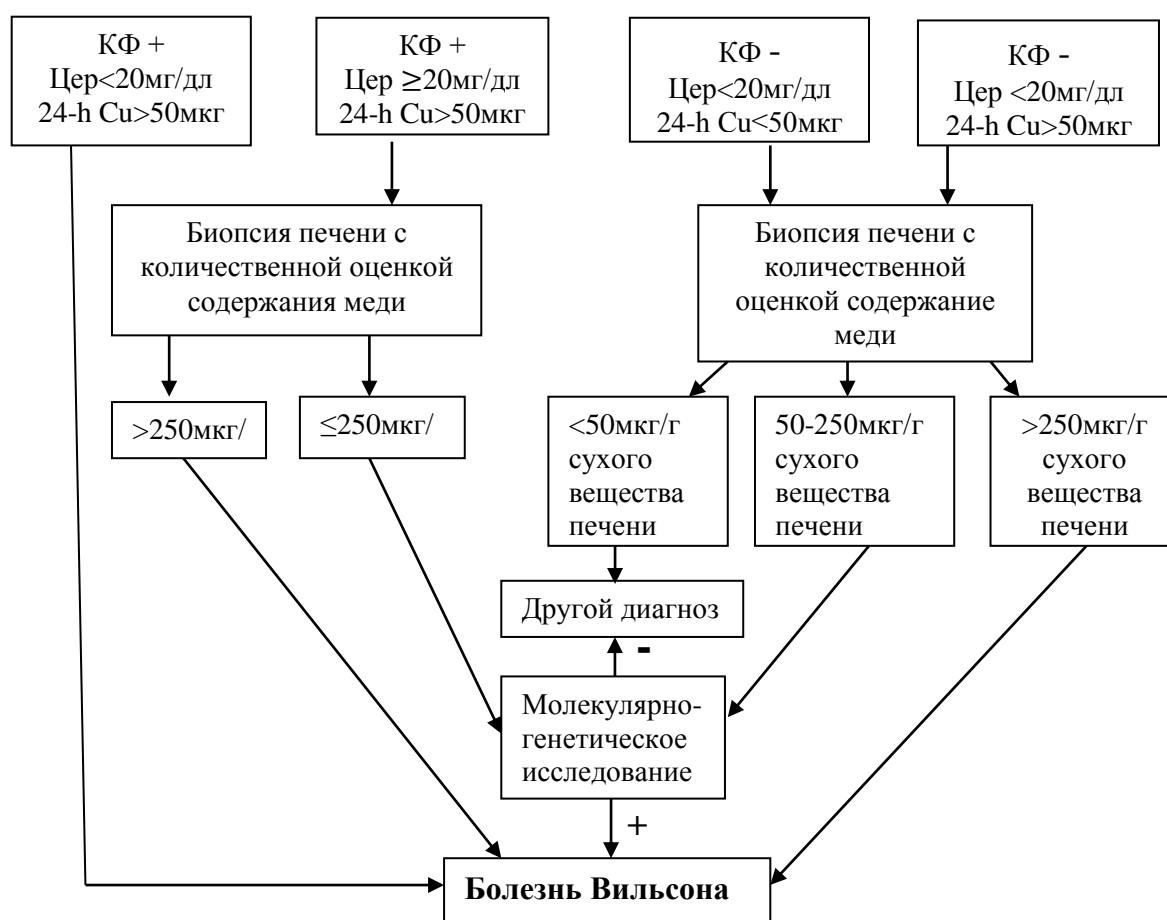 КФ +
Цер<20мг/дл
24-h Cu>50мкг
КФ +
Цер ≥20мг/дл
24-h Cu>50мкг
КФ -
Цер<20мг/дл
24-h Cu<50мкг
КФ -
Цер <20мг/дл
24-h Cu>50мкг
Биопсия печени с
количественной оценкой
содержания меди
Биопсия печени с
количественной
оценкой содержание
меди
>250мкг/
≤250мкг/
<50мкг/г
сухого
вещества
печени
50-250мкг/г
сухого
вещества
печени
>250мкг/г
сухого
вещества
печени
Другой диагноз
-
Молекулярно-
генетическое
исследование
+
Болезнь Вильсона